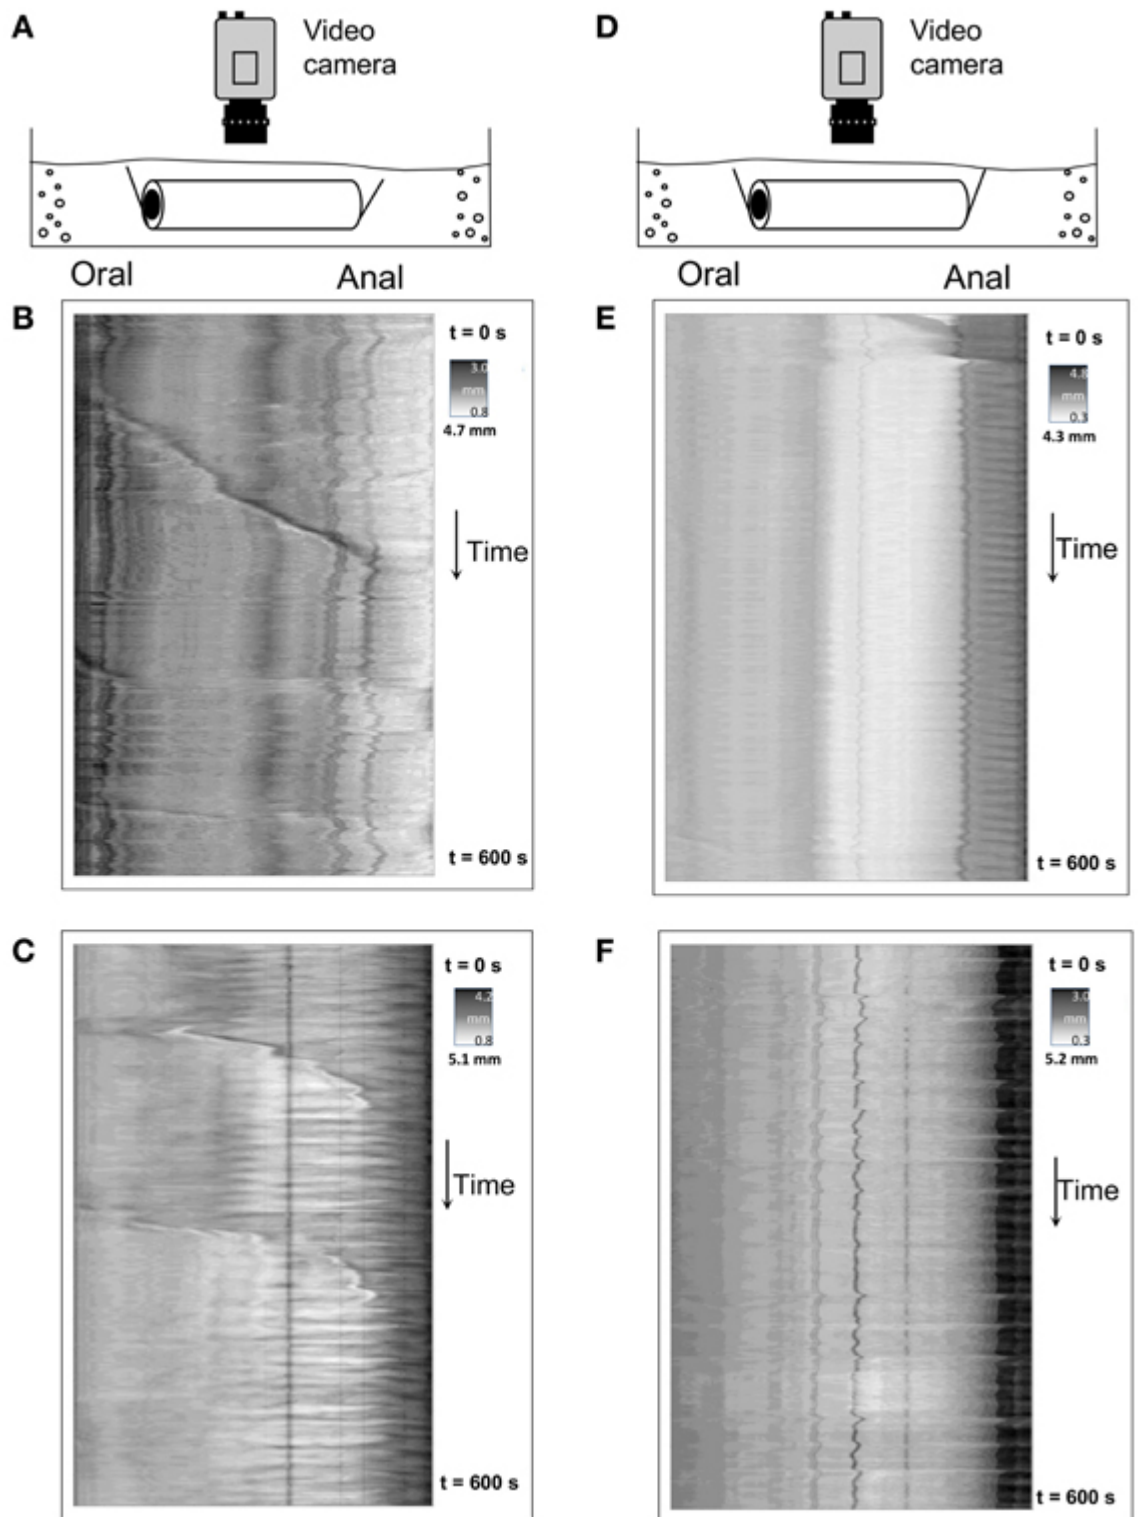 A
Video
camera
Oral
Anal
D
Video
camera
Oral
Anal
B
t = 0 s
3.0
mm
0.8
4.7 mm
Time
t = 600 s
E
t = 0 s
4.8
mm
0.3
4.3 mm
Time
t = 600 s
C
t = 0 s
4.2
mm
0.8
5.1 mm
Time
t = 600 s
F
t = 0 s
3.0
mm
0.3
5.2 mm
Time
t = 600 s